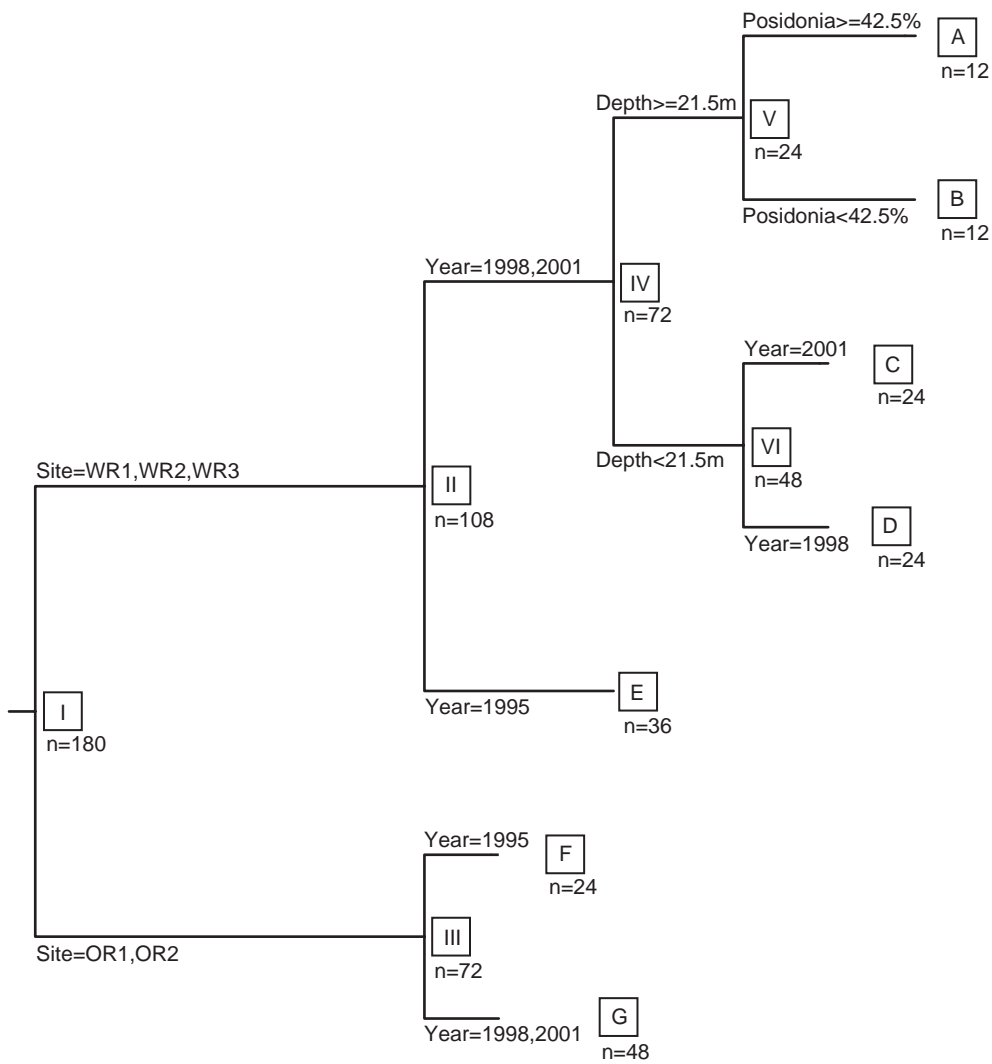 Posidonia>=42.5%
A
n=12
Depth>=21.5m
V
n=24
Posidonia<42.5%
B
n=12
Year=1998,2001
IV
n=72
Year=2001
C
n=24
Depth<21.5m
VI
n=48
Year=1998
D
n=24
Site=WR1,WR2,WR3
II
n=108
Year=1995
E
n=36
I
n=180
Year=1995
F
n=24
Site=OR1,OR2
III
n=72
Year=1998,2001
G
n=48